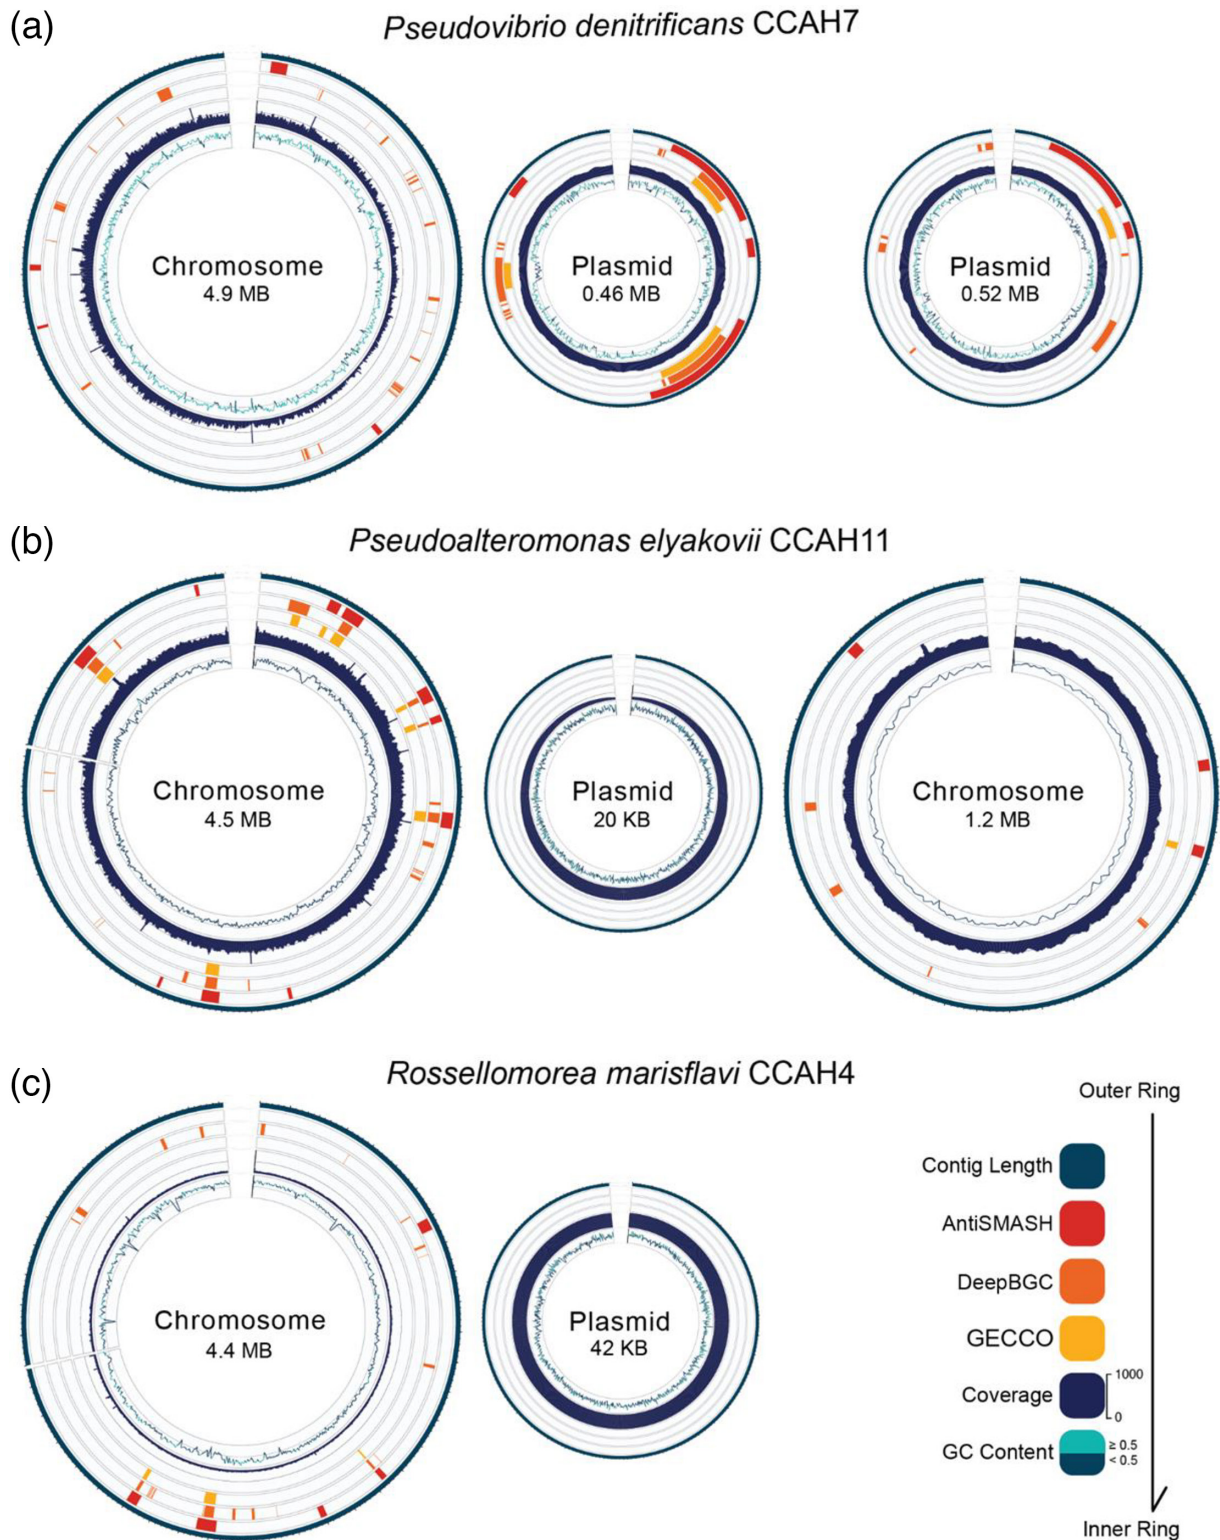 (a)
Pseudovibrio denitrificans CCAH7
Chromosome
4.9 MB
Plasmid
0.46 MB
Plasmid
0.52 MB
(b)
Pseudoalteromonas elyakovii CCAH11
Chromosome
4.5 MB
Plasmid
20 KB
Chromosome
1.2 MB
(c)
Rossellomorea marisflavi CCAH4
Chromosome
4.4 MB
Plasmid
42 KB
Outer Ring
Contig Length
AntiSMASH
DeepBGC
GECCO
Coverage
1000
0
GC Content
≥ 0.5
< 0.5
Inner Ring